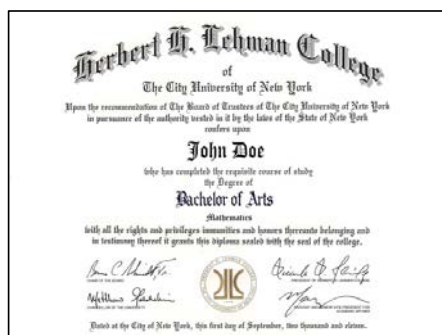 Herbert H. Lehman College
of
The City University of New York
Upon the recommendation of The Board of Trustees of The City University of New York
in pursuance of the authority vested in it by the laws of the State of New York
confers upon
John Doe
who has completed the requisite course of study
the Degree of
Bachelor of Arts
Mathematics
with all the rights and privileges immunities and honors thereunto belonging and
in testimony thereof it grants this diploma sealed with the seal of the college.
Dated at the City of New York, this first day of September, two thousand and eleven.